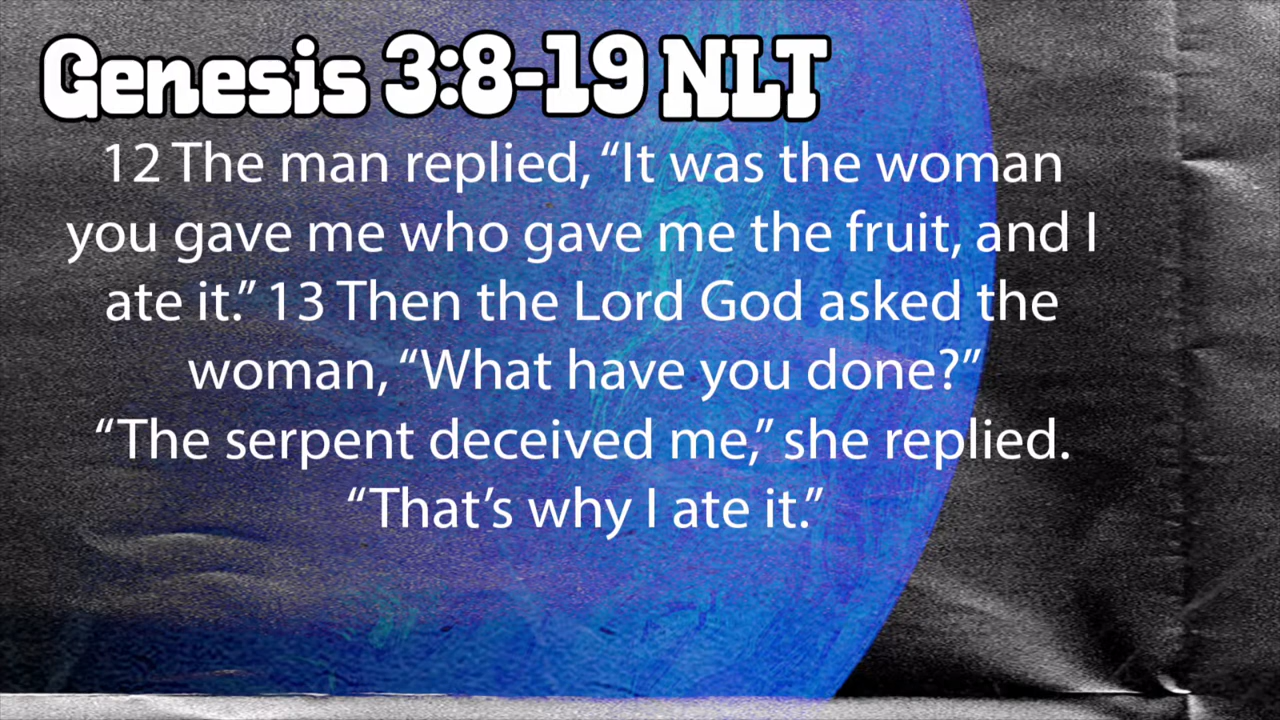 Genesis 3:8-19 NLT
12 The man replied, “It was the woman
you gave me who gave me the fruit, and I
ate it.” 13 Then the Lord God asked the
woman, “What have you done?”
“The serpent deceived me,” she replied.
“That’s why I ate it.”